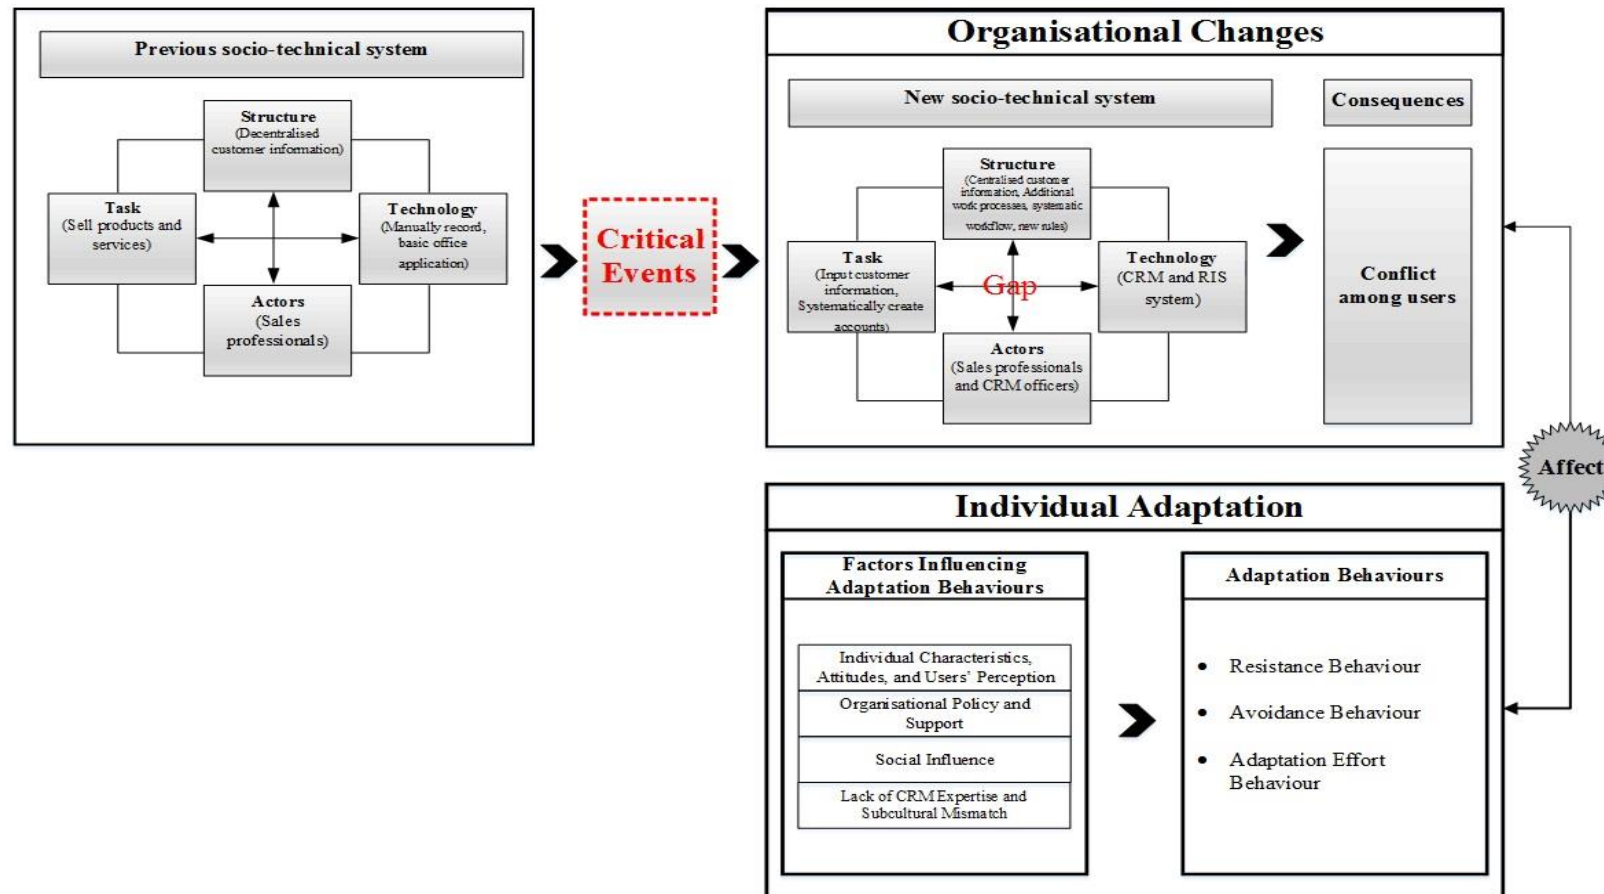 Previous socio-technical system
Structure
(Decentralised
customer information)
Task
(Sell products and
services)
Technology
(Manually record,
basic office
application)
Actors
(Sales
professionals)
Critical
Events
Organisational Changes
New socio-technical system
Structure
(Centralised customer
information, Additional
work processes, systematic
workflow, new rules)
Task
(Input customer
information,
Systematically create
accounts)
Gap
Technology
(CRM and RIS
system)
Actors
(Sales professionals
and CRM officers)
Consequences
Conflict
among users
Affect
Individual Adaptation
Factors Influencing
Adaptation Behaviours
Individual Characteristics,
Attitudes, and Users’ Perception
Organisational Policy and
Support
Social Influence
Lack of CRM Expertise and
Subcultural Mismatch
Adaptation Behaviours
• Resistance Behaviour
• Avoidance Behaviour
• Adaptation Effort
Behaviour